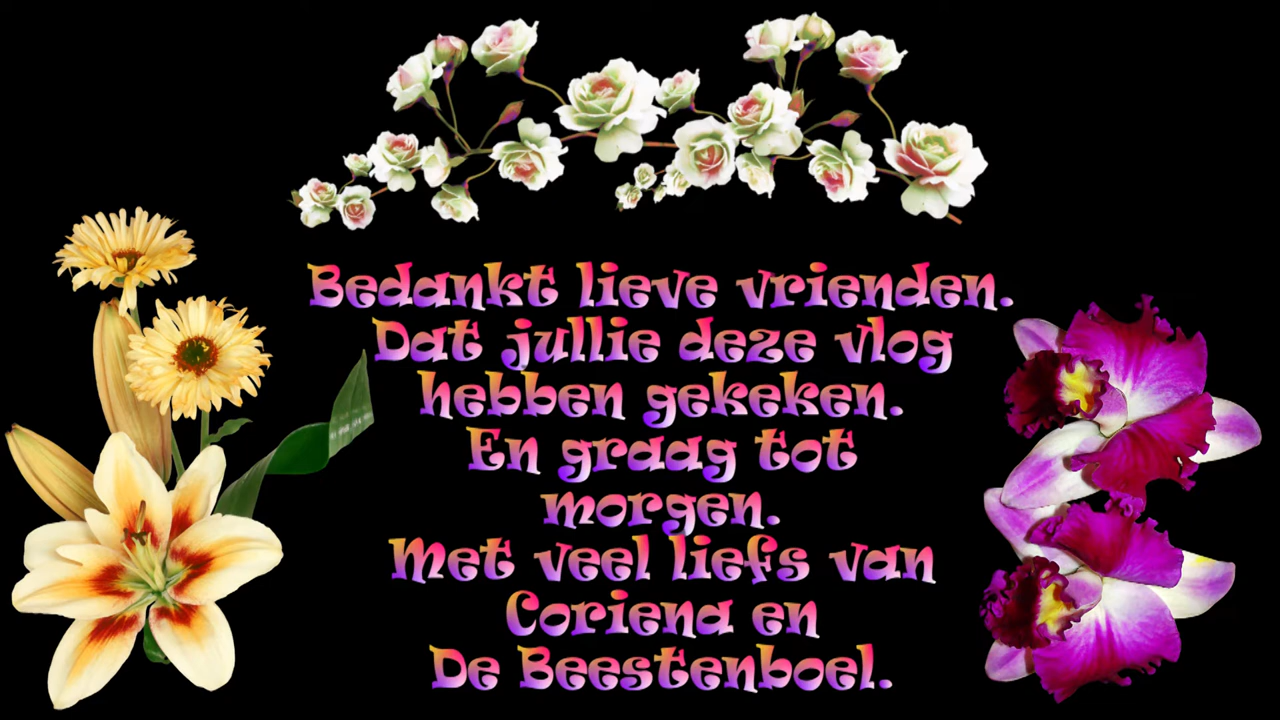 Bedankt lieve vrienden.
Dat jullie deze vlog
hebben gekeken.
En graag tot
morgen.
Met veel liefs van
Coriena en
De Beestenboel.